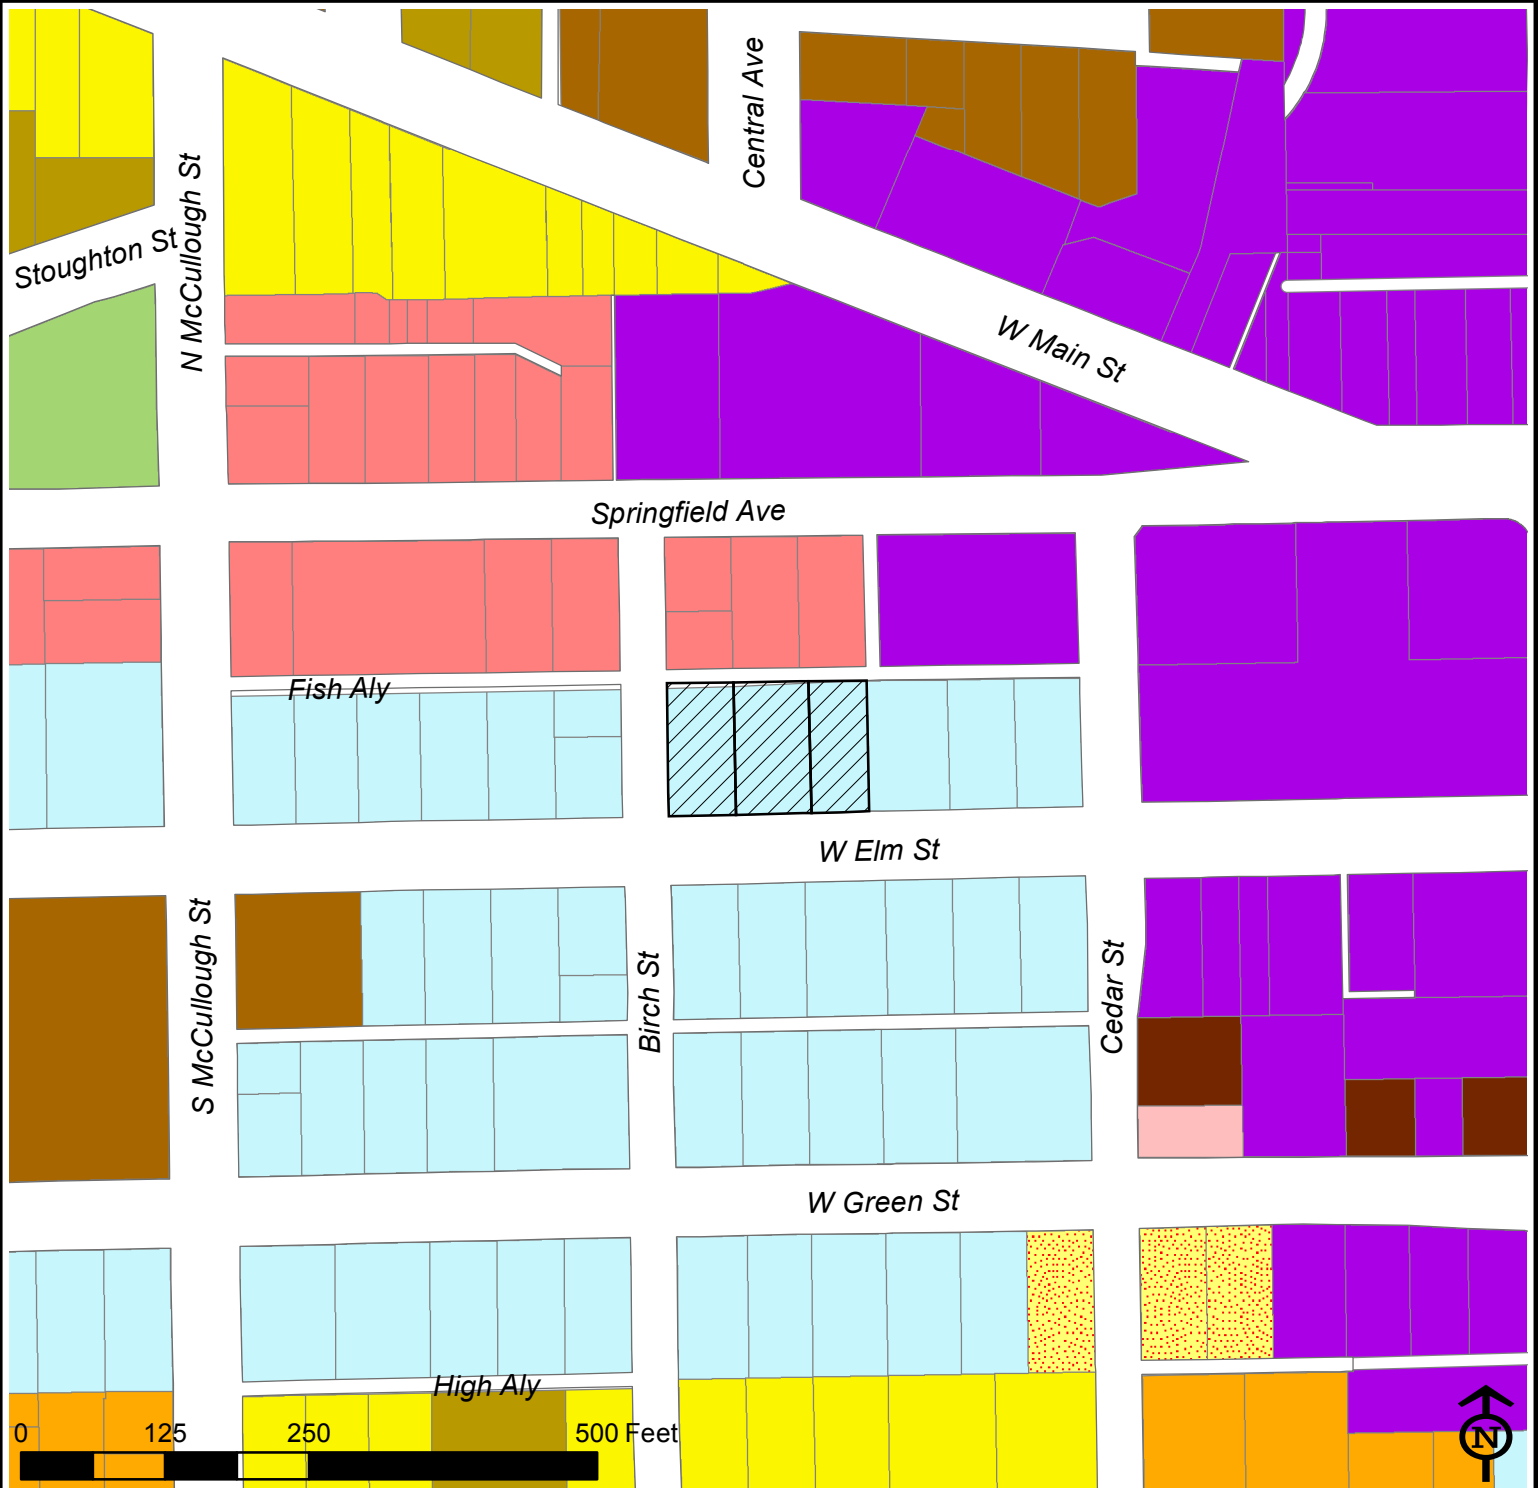 Central Ave
N McCullough St
Stoughton St
W Main St
Springfield Ave
Fish Aly
W Elm St
S McCullough St
Birch St
Cedar St
W Green St
High Aly
0 125 250 500 Feet
N